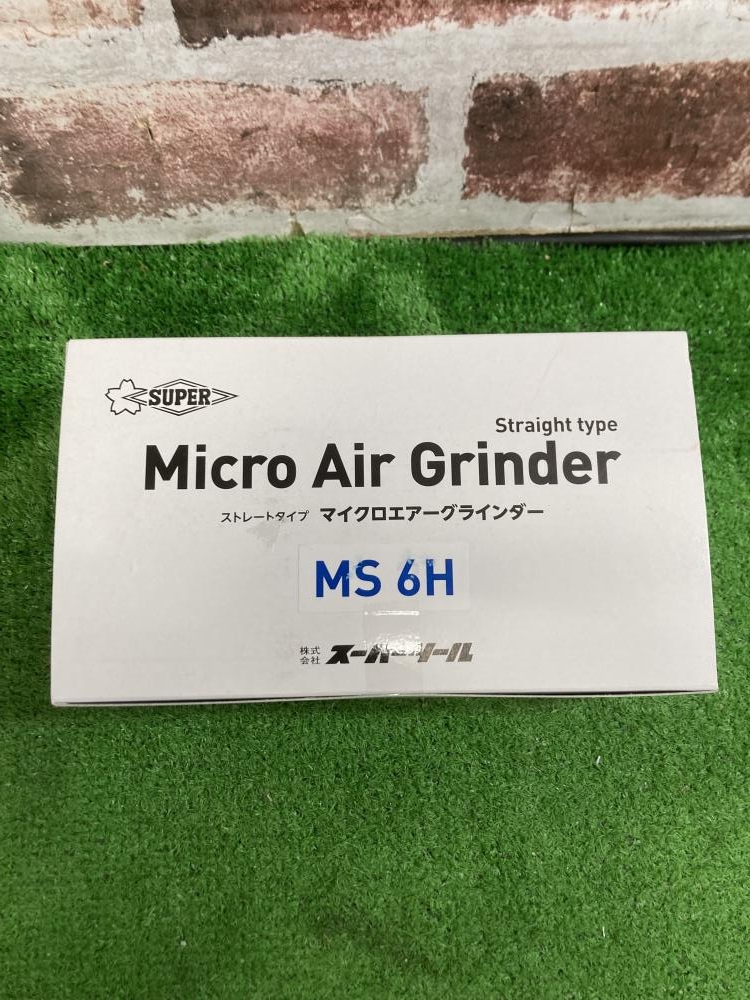 SUPER
Straight type
Micro Air Grinder
ストレートタイプ マイクロエアーグラインダー
MS 6H
株式会社 スーパーツール